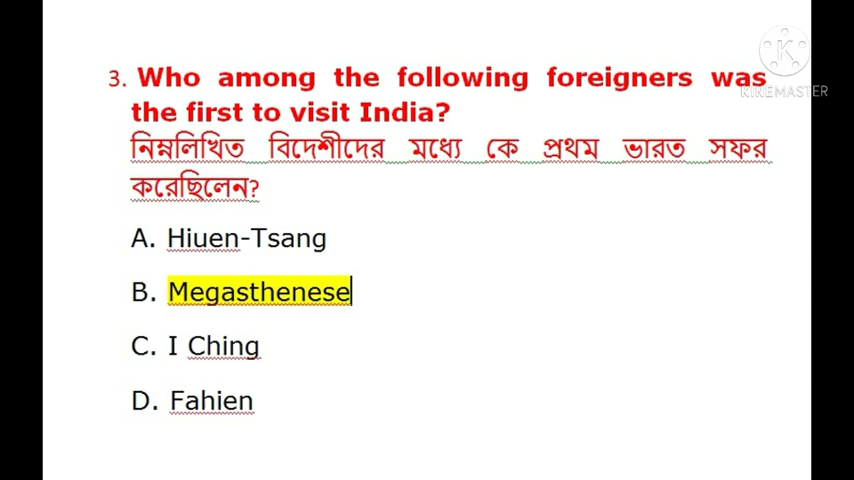 3. Who among the following foreigners was
the first to visit India?
নিম্নলিখিত বিদেশীদের মধ্যে কে প্রথম ভারত সফর
করেছিলেন?
A. Hiuen-Tsang
B. Megasthenese
C. I Ching
D. Fahien
K
KINEMASTER